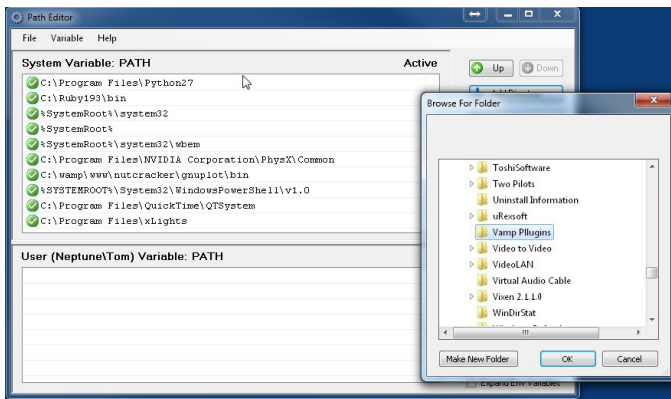 Path Editor
File Variable Help
System Variable: PATH Active
C:\Program Files\Python27
C:\Ruby193\bin
%SystemRoot%\system32
%SystemRoot%
%SystemRoot%\system32\wbem
C:\Program Files\NVIDIA Corporation\PhysX\Common
C:\wamp\www\nutcracker\gnuplot\bin
%SYSTEMROOT%\System32\WindowsPowerShell\v1.0
C:\Program Files\QuickTime\QTSystem
C:\Program Files\xLights
Up Down
User (Neptune\Tom) Variable: PATH
Browse For Folder
ToshiSoftware
Two Pilots
Uninstall Information
uRexsoft
Vamp Pllugins
Video to Video
VideoLAN
Virtual Audio Cable
Vixen 2.1.1.0
WinDirStat
Make New Folder OK Cancel
Expand Env Variables